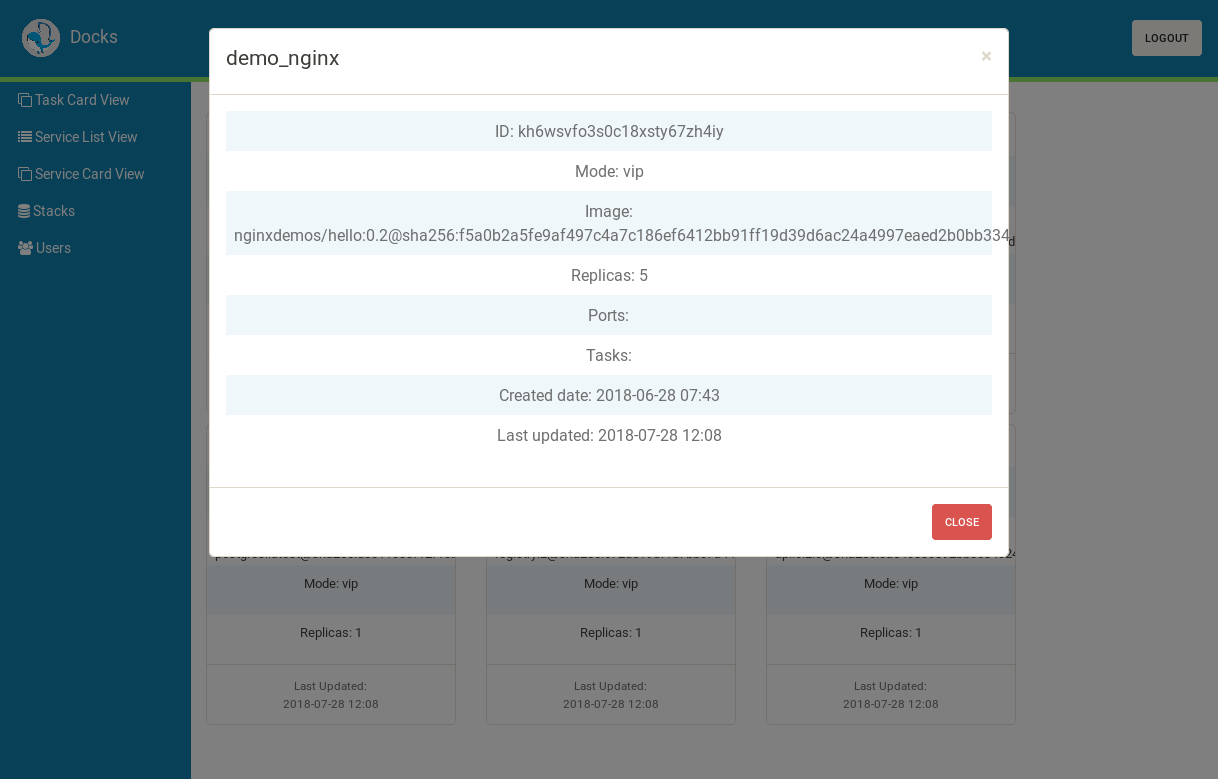 Docks
LOGOUT
Task Card View
Service List View
Service Card View
Stacks
Users
demo_nginx
×
ID: kh6wsvfo3s0c18xsty67zh4iy
Mode: vip
Image:
nginxdemos/hello:0.2@sha256:f5a0b2a5fe9af497c4a7c186ef6412bb91ff19d39d6ac24a4997eaed2b0bb334
Replicas: 5
Ports:
Tasks:
Created date: 2018-06-28 07:43
Last updated: 2018-07-28 12:08
CLOSE
Mode: vip
Mode: vip
Mode: vip
Replicas: 1
Replicas: 1
Replicas: 1
Last Updated:
2018-07-28 12:08
Last Updated:
2018-07-28 12:08
Last Updated:
2018-07-28 12:08